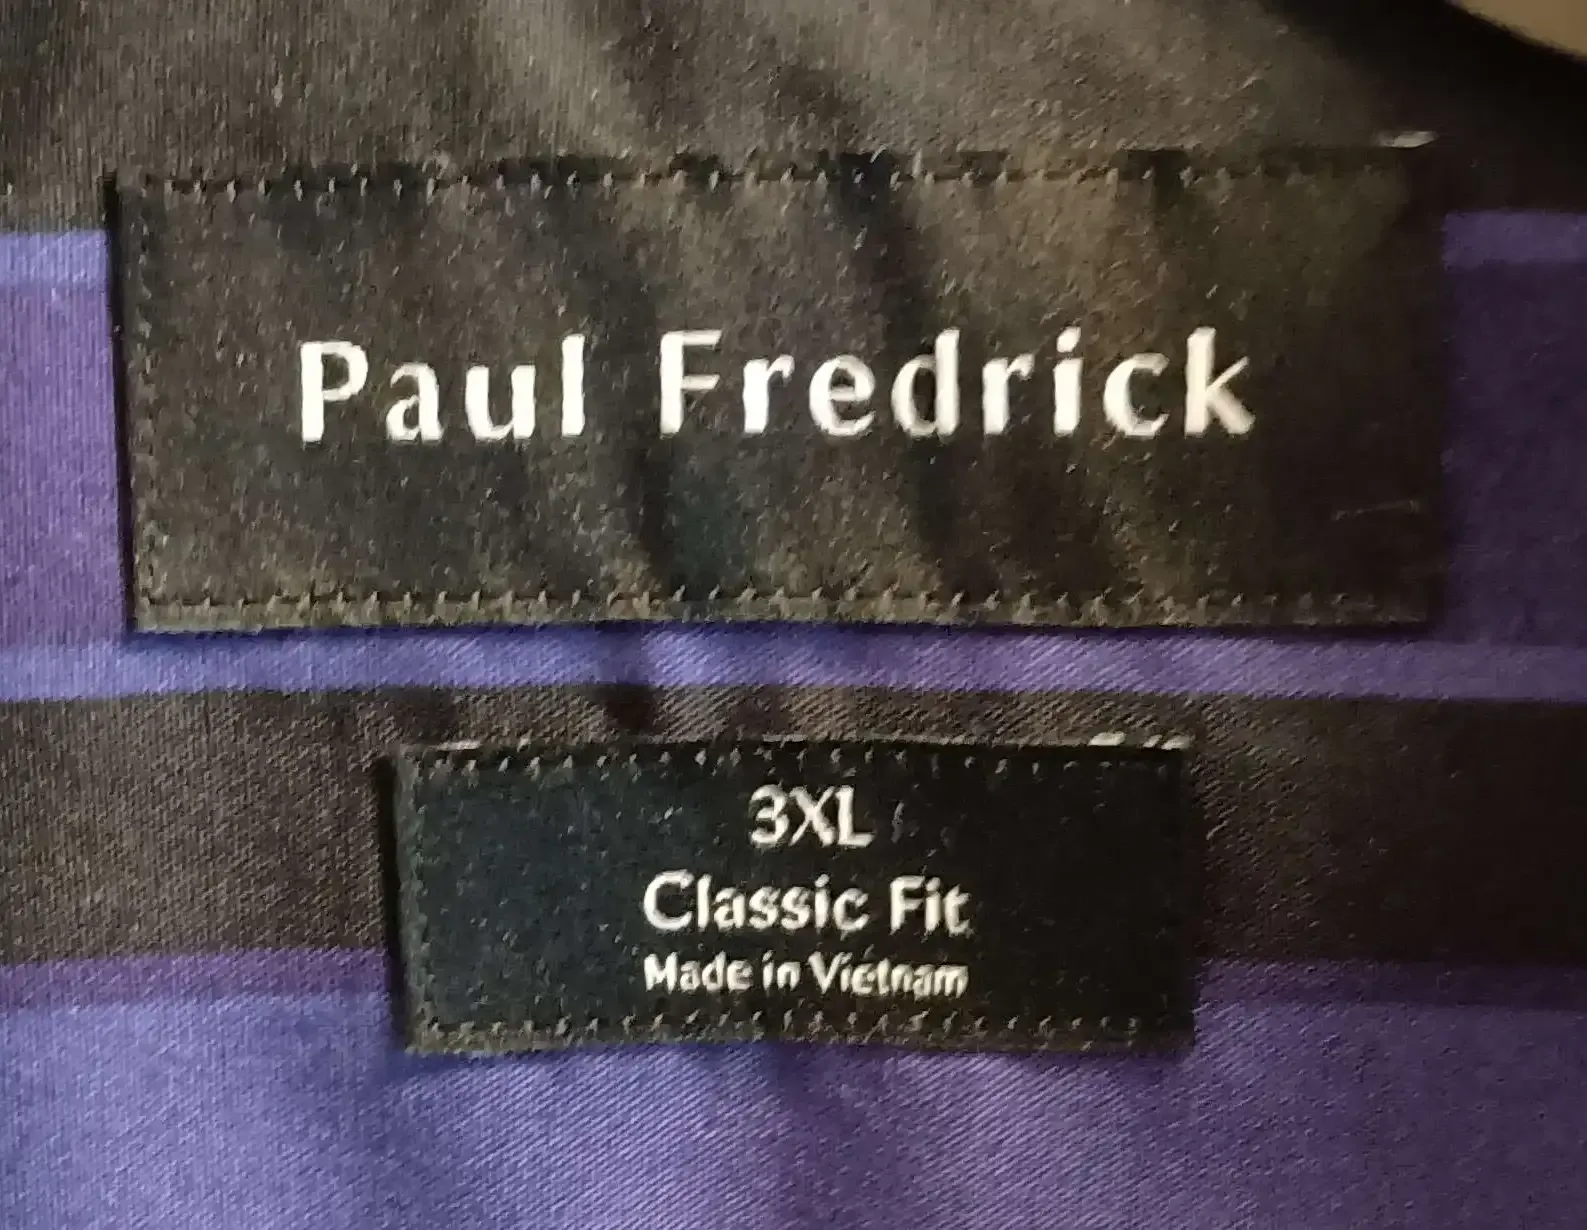 Paul Fredrick
3XL
Classic Fit
Made in Vietnam